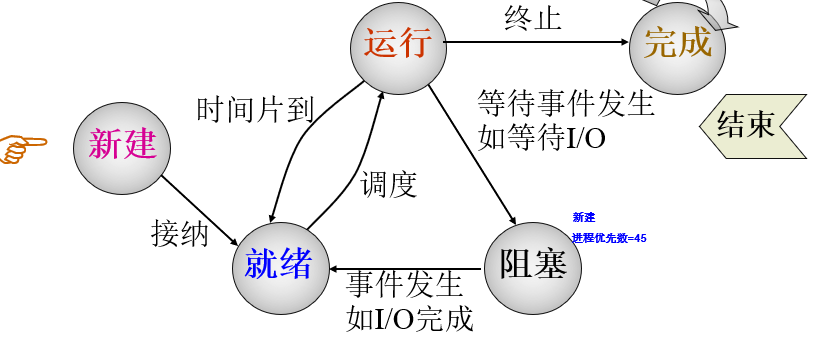 终止
运行
完成
等待事件发生
如等待I/O
时间片到
结束
新建
调度
接纳
新建
进程优先数=45
就绪
阻塞
事件发生
如I/O完成